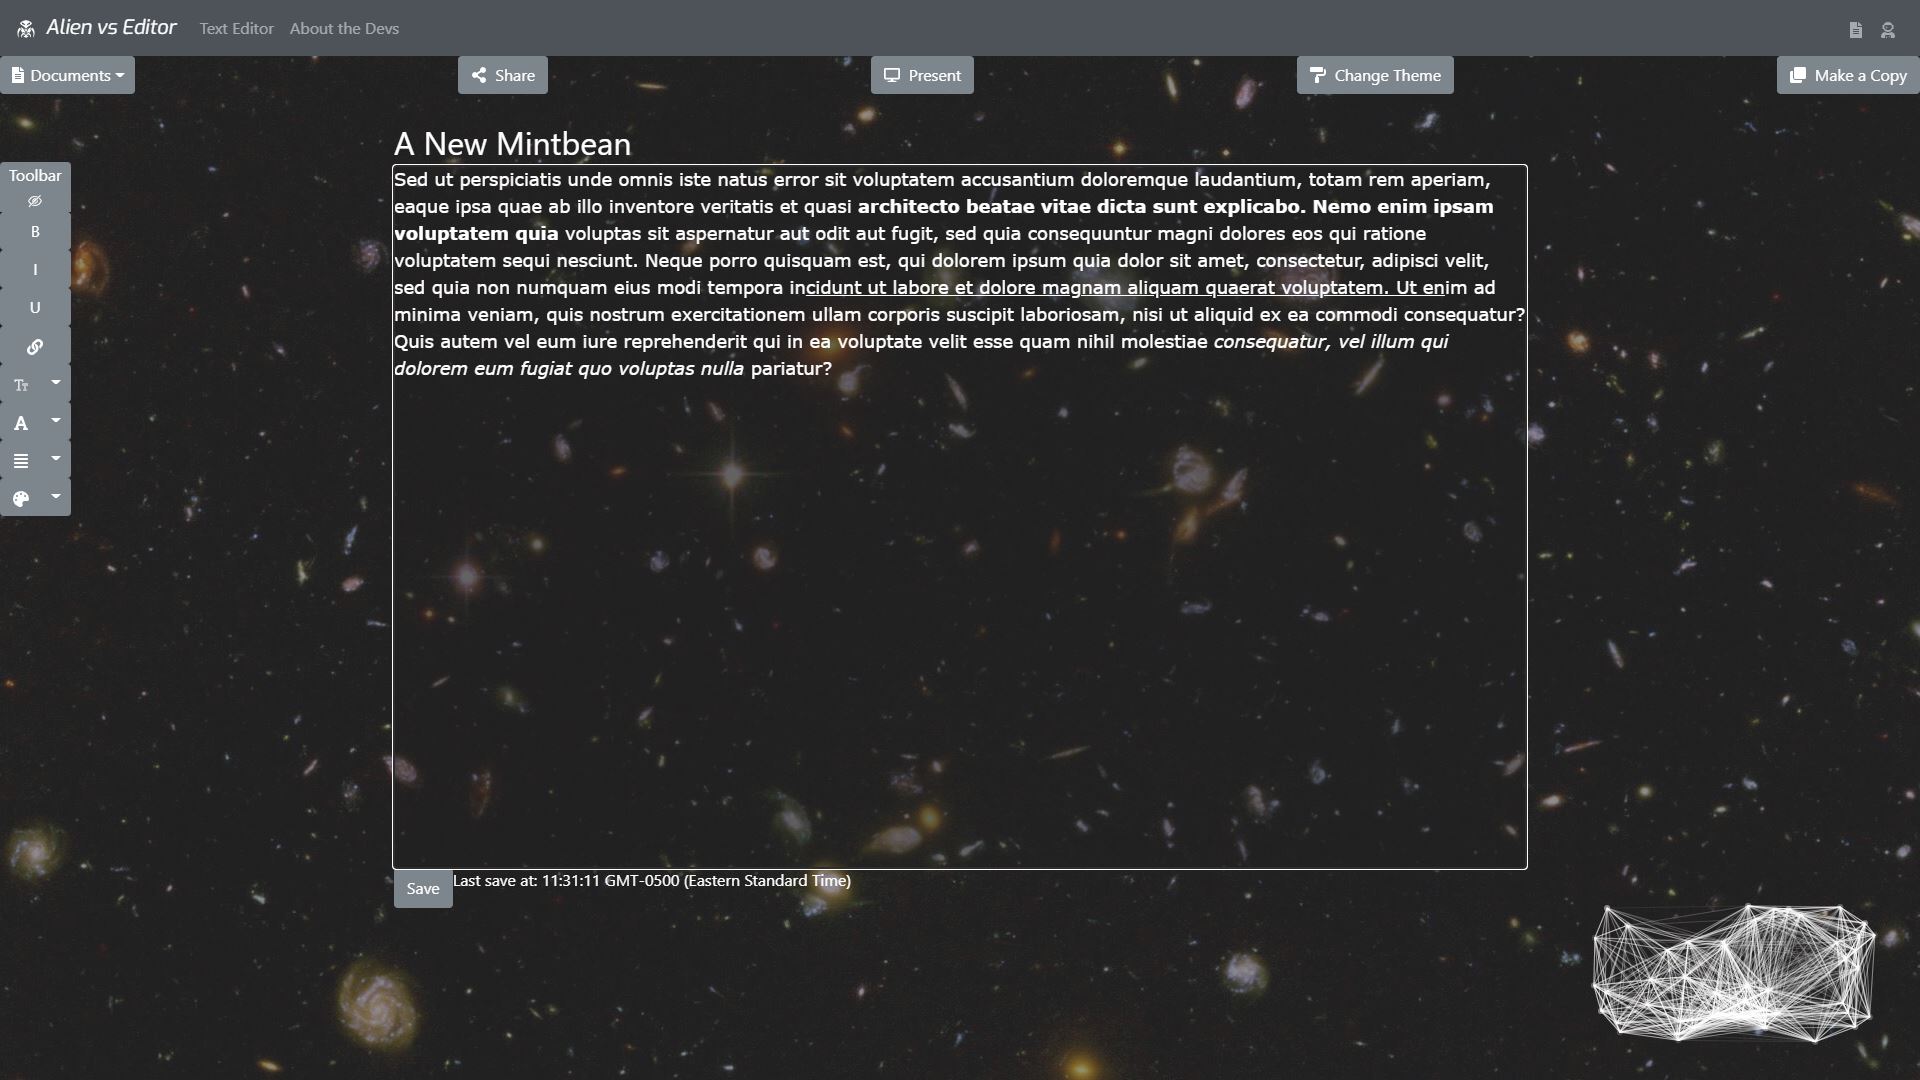 Alien vs Editor Text Editor About the Devs
Documents Share Present Change Theme Make a Copy
A New Mintbean
Toolbar
B
I
U
Tт
A
Sed ut perspiciatis unde omnis iste natus error sit voluptatem accusantium doloremque laudantium, totam rem aperiam,
eaque ipsa quae ab illo inventore veritatis et quasi architecto beatae vitae dicta sunt explicabo. Nemo enim ipsam
voluptatem quia voluptas sit aspernatur aut odit aut fugit, sed quia consequuntur magni dolores eos qui ratione
voluptatem sequi nesciunt. Neque porro quisquam est, qui dolorem ipsum quia dolor sit amet, consectetur, adipisci velit,
sed quia non numquam eius modi tempora incidunt ut labore et dolore magnam aliquam quaerat voluptatem. Ut enim ad
minima veniam, quis nostrum exercitationem ullam corporis suscipit laboriosam, nisi ut aliquid ex ea commodi consequatur?
Quis autem vel eum iure reprehenderit qui in ea voluptate velit esse quam nihil molestiae consequatur, vel illum qui
dolorem eum fugiat quo voluptas nulla pariatur?
Save Last save at: 11:31:11 GMT-0500 (Eastern Standard Time)